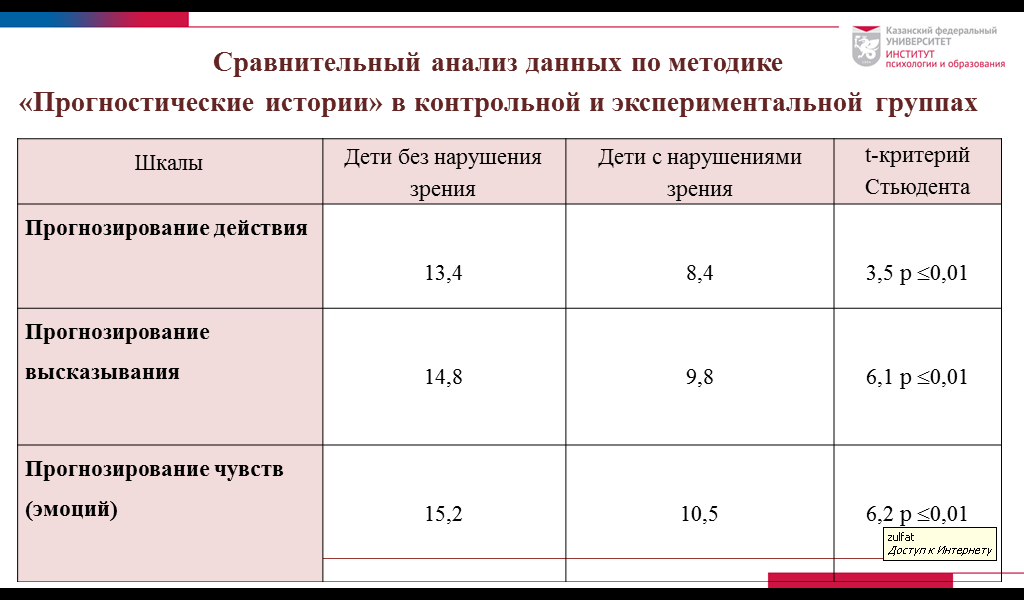 Казанский федеральный
УНИВЕРСИТЕТ
ИНСТИТУТ
психологии и образования
Сравнительный анализ данных по методике
«Прогностические истории» в контрольной и экспериментальной группах
Шкалы
Дети без нарушения
зрения
Дети с нарушениями
зрения
t-критерий
Стьюдента
Прогнозирование действия
13,4
8,4
3,5 p ≤0,01
Прогнозирование
высказывания
14,8
9,8
6,1 p ≤0,01
Прогнозирование чувств
(эмоций)
15,2
10,5
6,2 p ≤0,01
zulfat
Доступ к Интернету